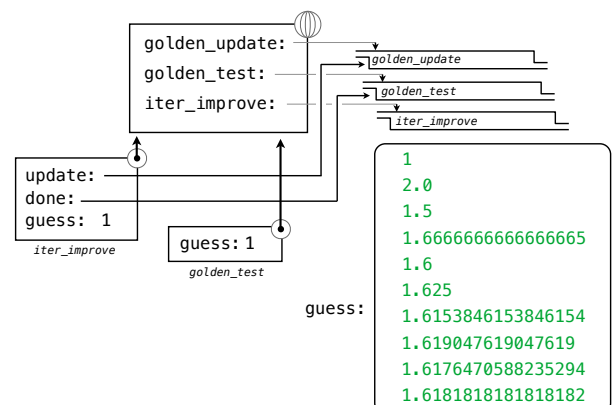 golden_update:
golden_test:
iter_improve:
golden_update
golden_test
iter_improve
update:
done:
guess: 1
iter_improve
guess: 1
golden_test
guess:
1
2.0
1.5
1.6666666666666665
1.6
1.625
1.6153846153846154
1.619047619047619
1.6176470588235294
1.6181818181818182